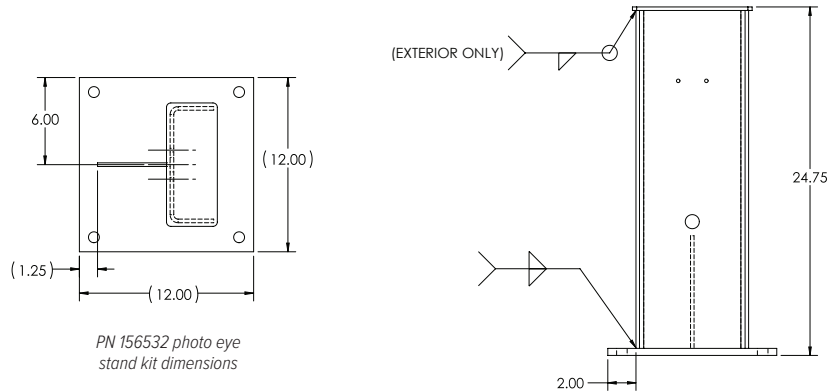 (EXTERIOR ONLY)
6.00
(12.00)
24.75
(1.25)
(12.00)
PN 156532 photo eye
stand kit dimensions
2.00